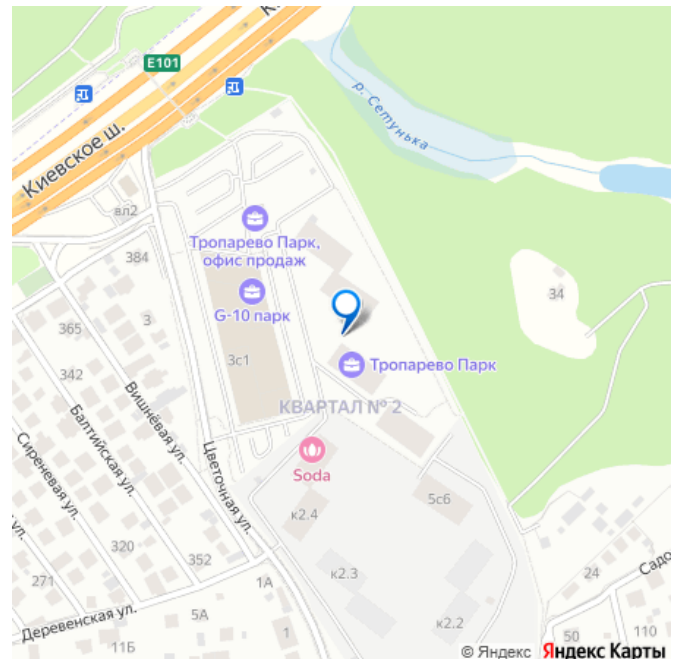 К
E101
Киевское ш.
р. Сетунька
вл2
Тропарево Парк,
офис продаж
384
G-10 парк
34
3
365
3с1
342
Тропарево Парк
КВАРТАЛ № 2
Вишнёвая ул.
Балтийская ул.
Сиреневая ул.
Цветочная ул.
Soda
5с6
к2.4
320
352
271
1А
к2.3
24
Садо
Деревенская ул.
5А
к2.2
11Б
1
50
110
© Яндекс Яндекс Карты